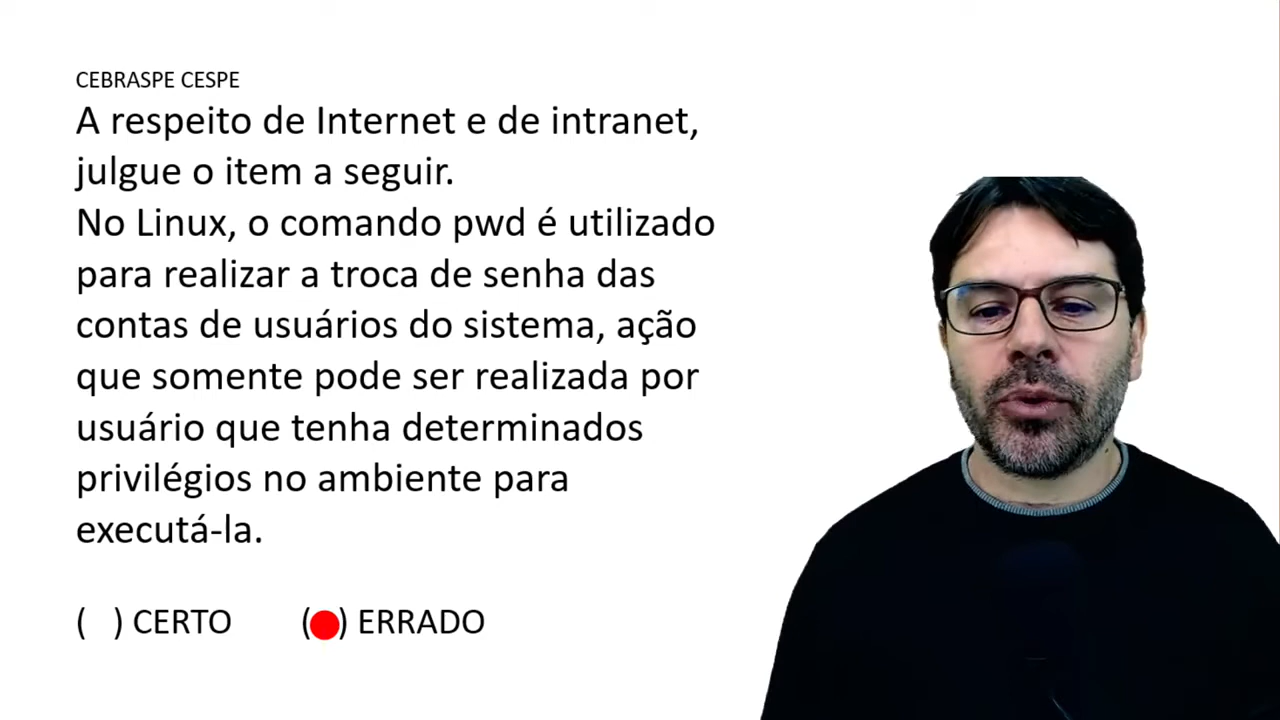 CEBRASPE CESPE
A respeito de Internet e de intranet,
julgue o item a seguir.
No Linux, o comando pwd é utilizado
para realizar a troca de senha das
contas de usuários do sistema, ação
que somente pode ser realizada por
usuário que tenha determinados
privilégios no ambiente para
executá-la.
( ) CERTO ( ) ERRADO